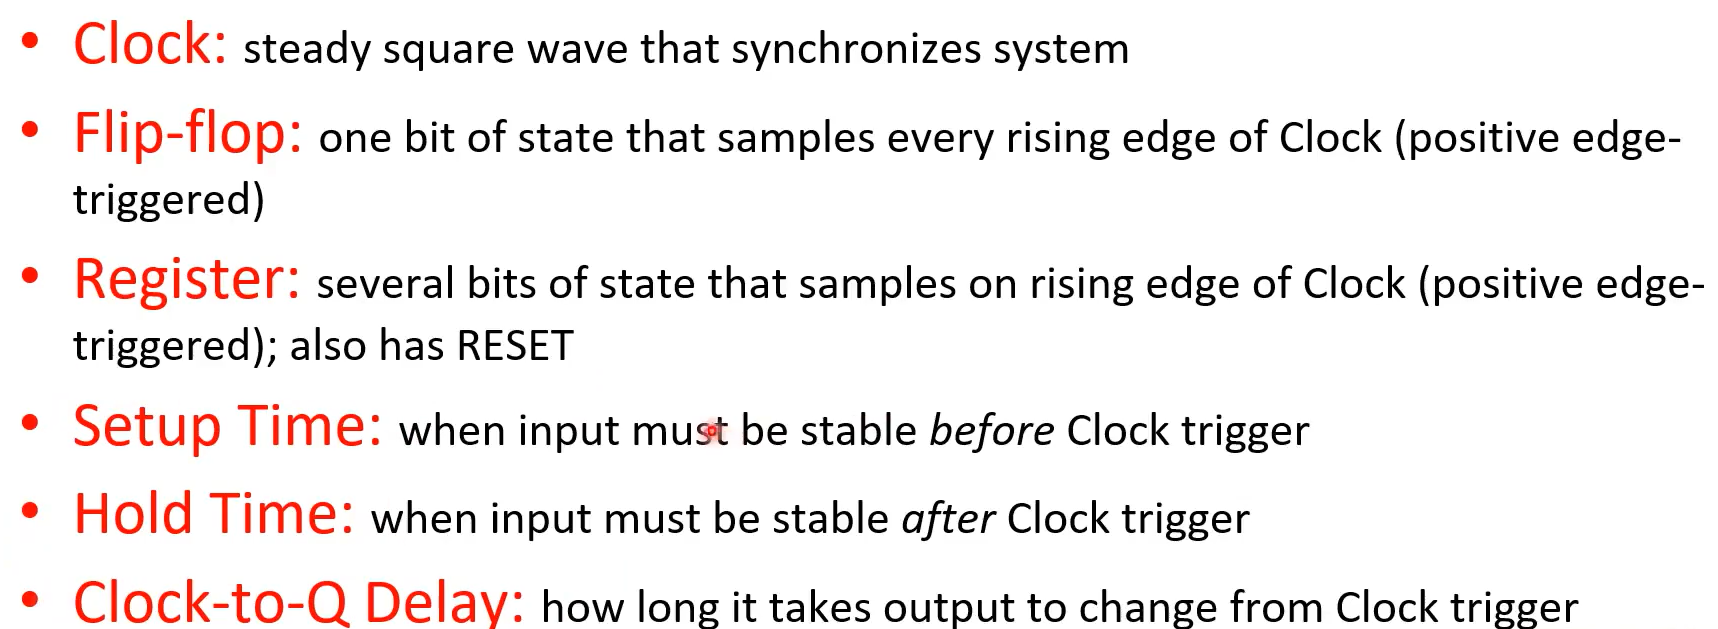 • Clock: steady square wave that synchronizes system
• Flip-flop: one bit of state that samples every rising edge of Clock (positive edge-
triggered)
• Register: several bits of state that samples on rising edge of Clock (positive edge-
triggered); also has RESET
• Setup Time: when input must be stable before Clock trigger
• Hold Time: when input must be stable after Clock trigger
• Clock-to-Q Delay: how long it takes output to change from Clock trigger